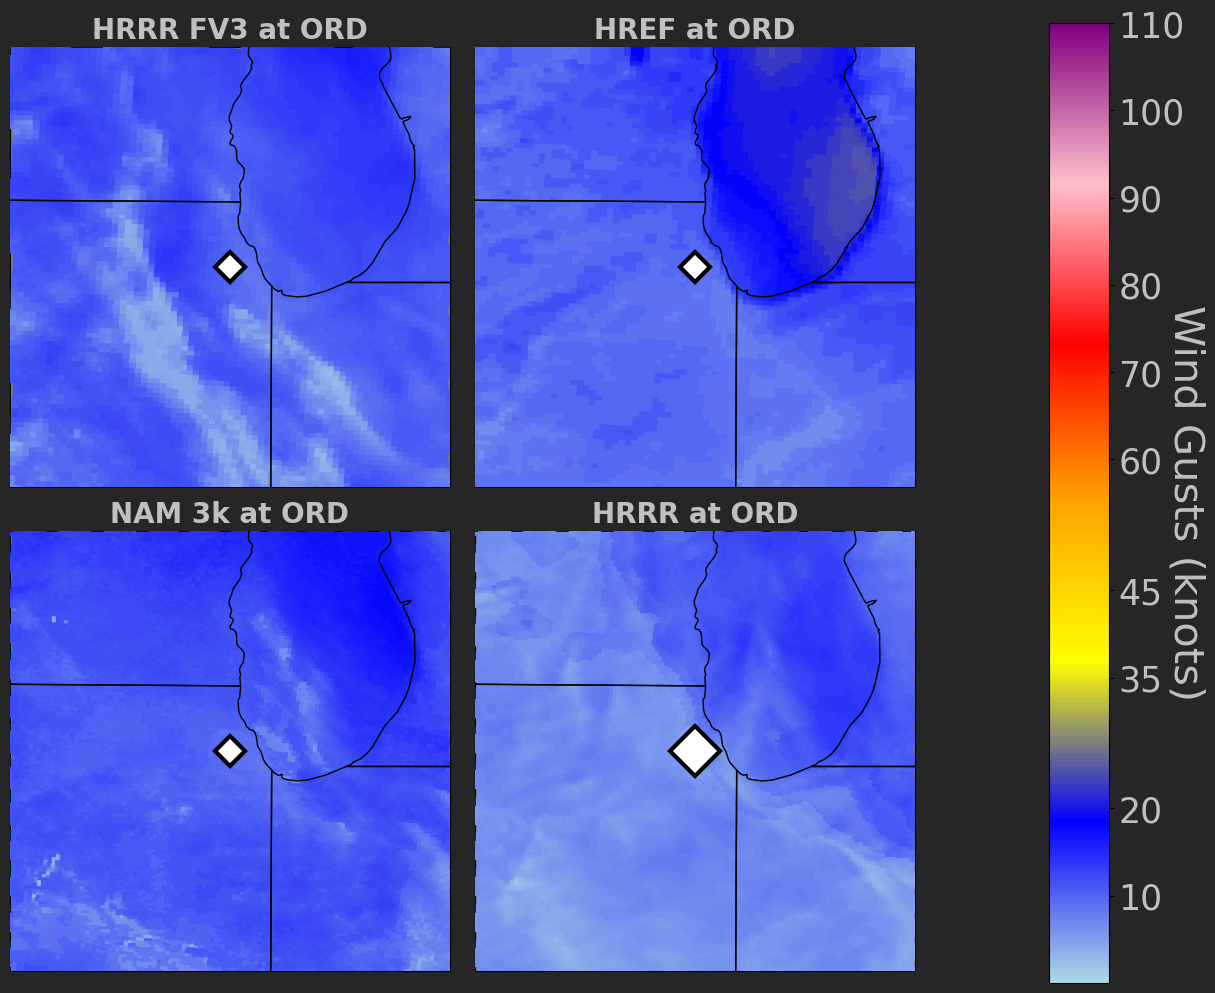 HRRR FV3 at ORD
HREF at ORD
NAM 3k at ORD
HRRR at ORD
110
100
90
80
70
60
45
35
20
10
Wind Gusts (knots)